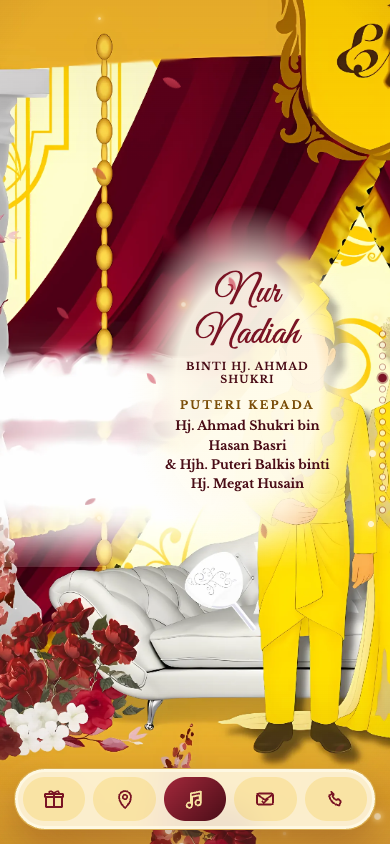 Nur
Nadiah
BINTI HJ. AHMAD
SHUKRI
PUTERI KEPADA
Hj. Ahmad Shukri bin
Hasan Basri
& Hjh. Puteri Balkis binti
Hj. Megat Husain